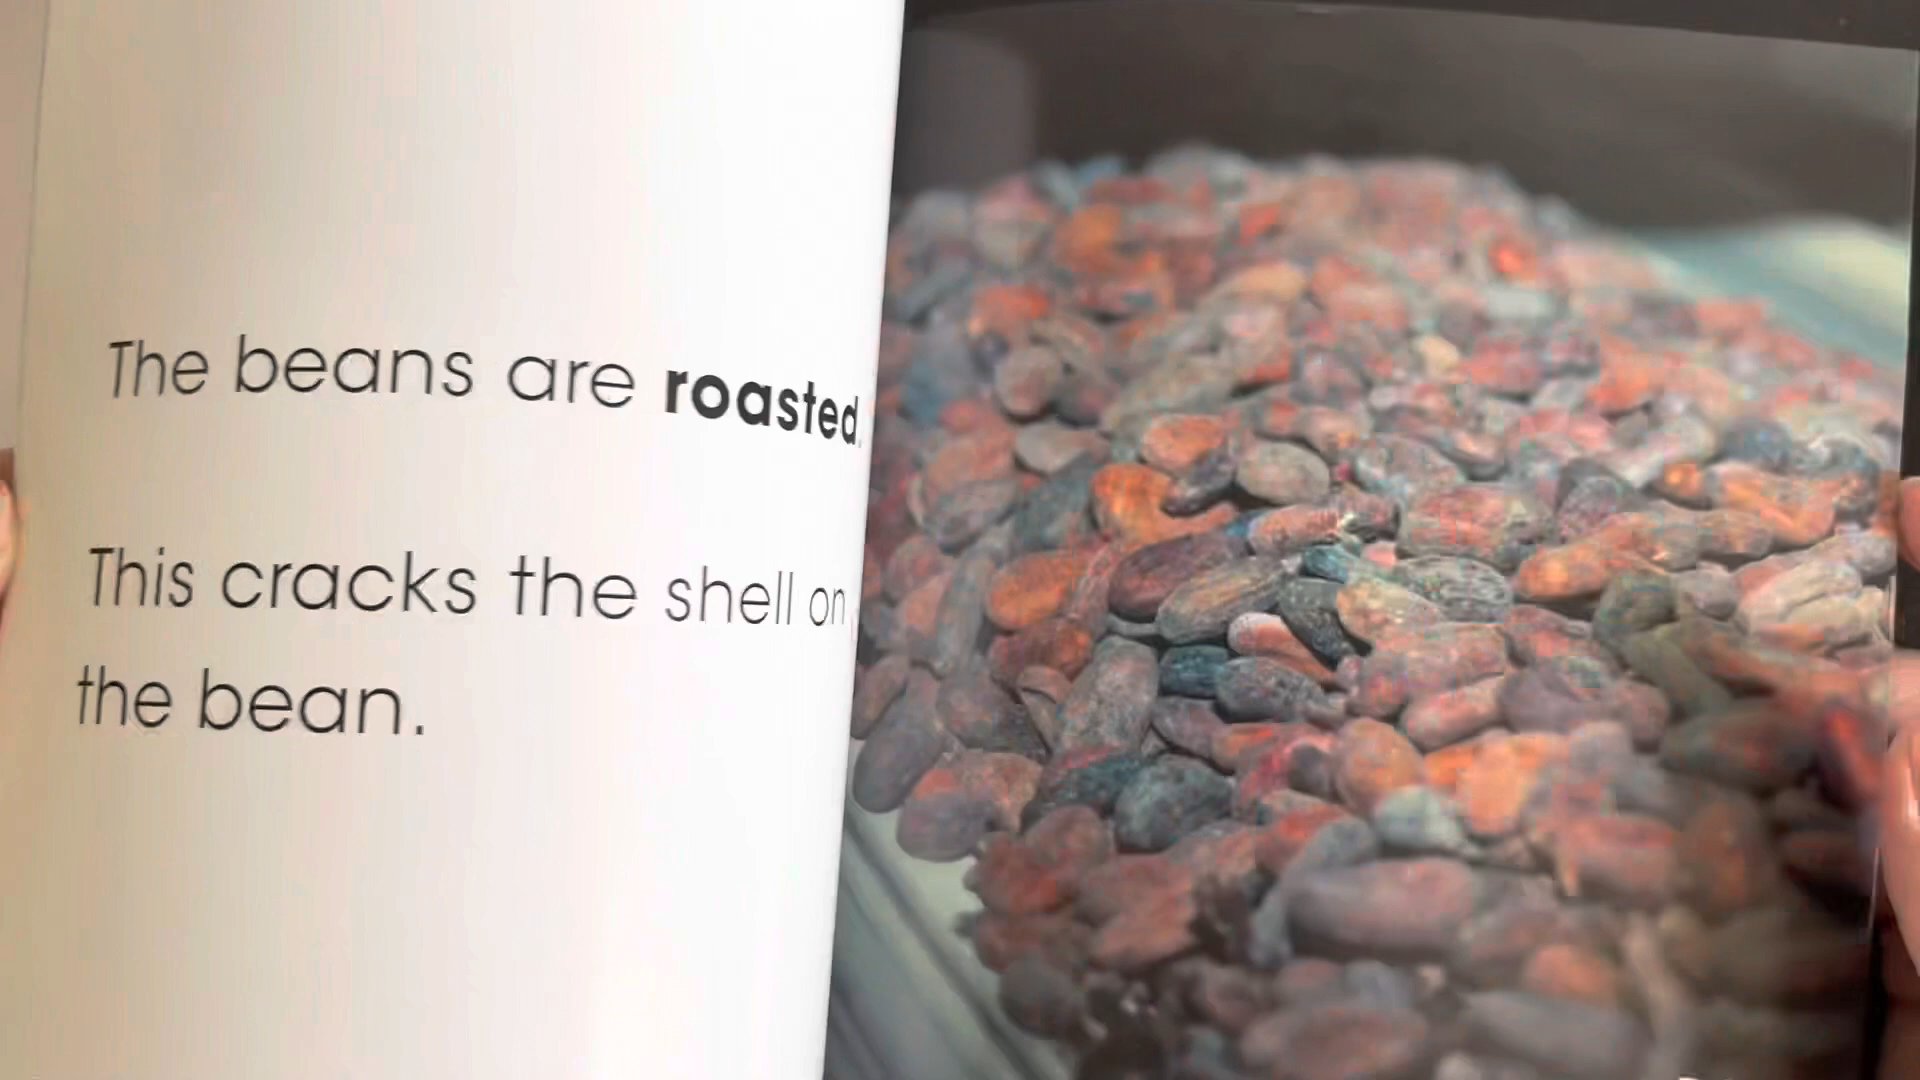 The beans are roasted.
This cracks the shell on
the bean.